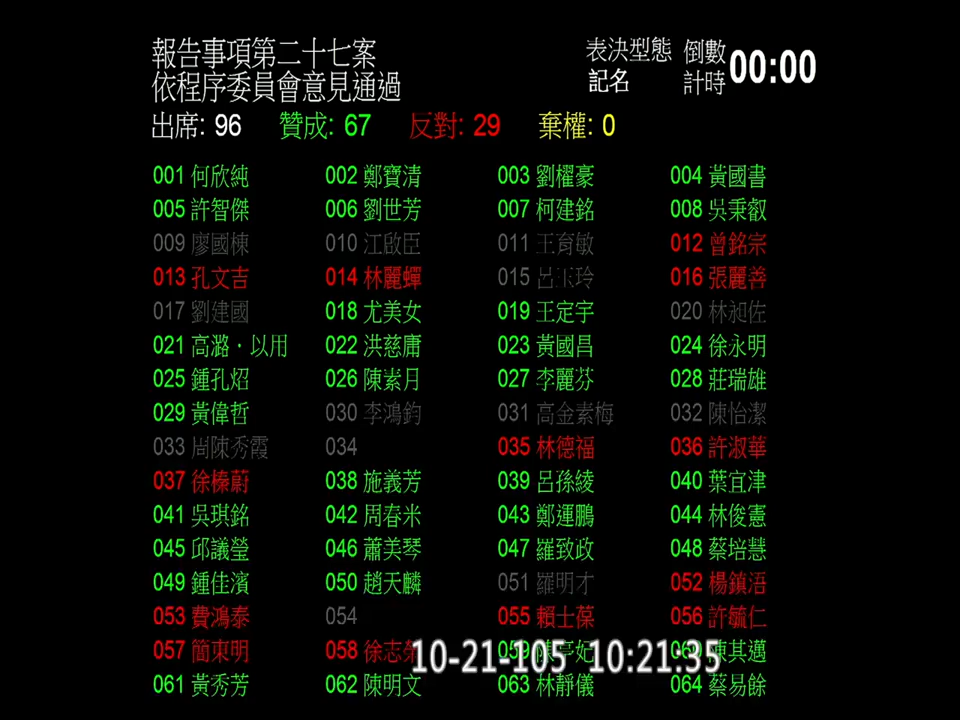 報告事項第二十七案
依程序委員會意見通過
表決型態 記名
倒數計時 00:00
出席: 96 贊成: 67 反對: 29 棄權: 0
001 何欣純 002 鄭寶清 003 劉櫂豪 004 黃國書
005 許智傑 006 劉世芳 007 柯建銘 008 吳秉叡
009 廖國棟 010 江啟臣 011 王育敏 012 曾銘宗
013 孔文吉 014 林麗蟬 015 呂玉玲 016 張麗善
017 劉建國 018 尤美女 019 王定宇 020 林昶佐
021 高潞．以用 022 洪慈庸 023 黃國昌 024 徐永明
025 鍾孔炤 026 陳素月 027 李麗芬 028 莊瑞雄
029 黃偉哲 030 李鴻鈞 031 高金素梅 032 陳怡潔
033 周陳秀霞 034 035 林德福 036 許淑華
037 徐榛蔚 038 施義芳 039 呂孫綾 040 葉宜津
041 吳琪銘 042 周春米 043 鄭運鵬 044 林俊憲
045 邱議瑩 046 蕭美琴 047 羅致政 048 蔡培慧
049 鍾佳濱 050 趙天麟 051 羅明才 052 楊鎮浯
053 費鴻泰 054 055 賴士葆 056 許毓仁
057 簡東明 058 徐志榮 059 陳亭妃 060 陳其邁
10-21-105 10:21:35
061 黃秀芳 062 陳明文 063 林靜儀 064 蔡易餘